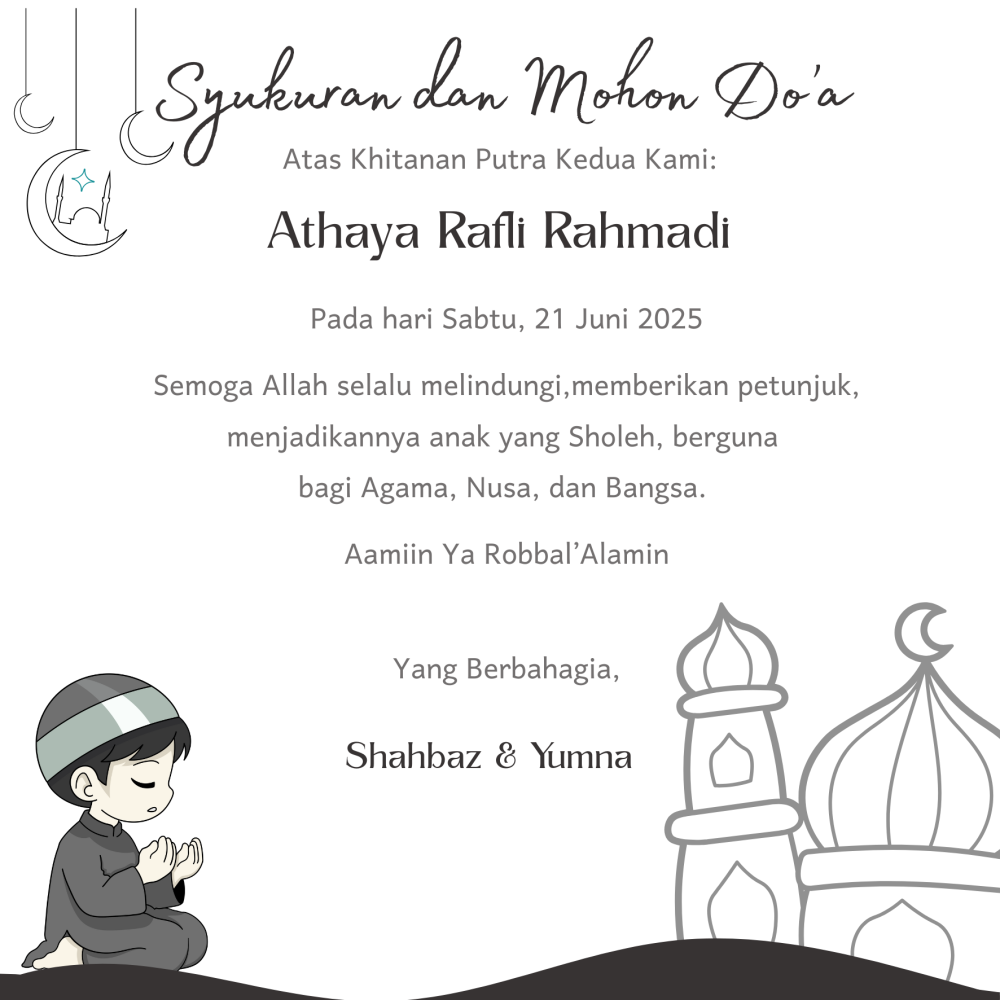 Syukuran dan Mohon Do'a
Atas Khitanan Putra Kedua Kami:
Athaya Rafli Rahmadi
Pada hari Sabtu, 21 Juni 2025
Semoga Allah selalu melindungi,memberikan petunjuk,
menjadikannya anak yang Sholeh, berguna
bagi Agama, Nusa, dan Bangsa.
Aamiin Ya Robbal’Alamin
Yang Berbahagia,
Shahbaz & Yumna